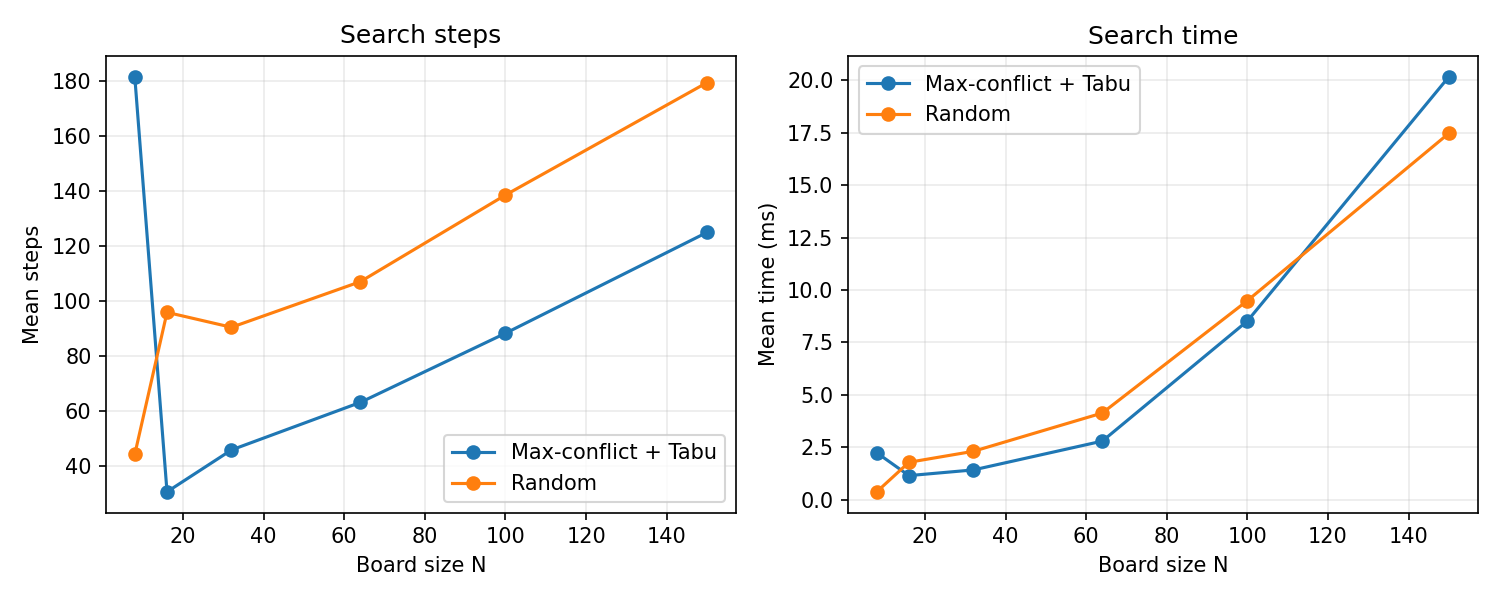 Search steps
Mean steps
180
160
140
120
100
80
60
40
20 40 60 80 100 120 140
Board size N
Max-conflict + Tabu
Random
Search time
Mean time (ms)
20.0
17.5
15.0
12.5
10.0
7.5
5.0
2.5
0.0
20 40 60 80 100 120 140
Board size N
Max-conflict + Tabu
Random